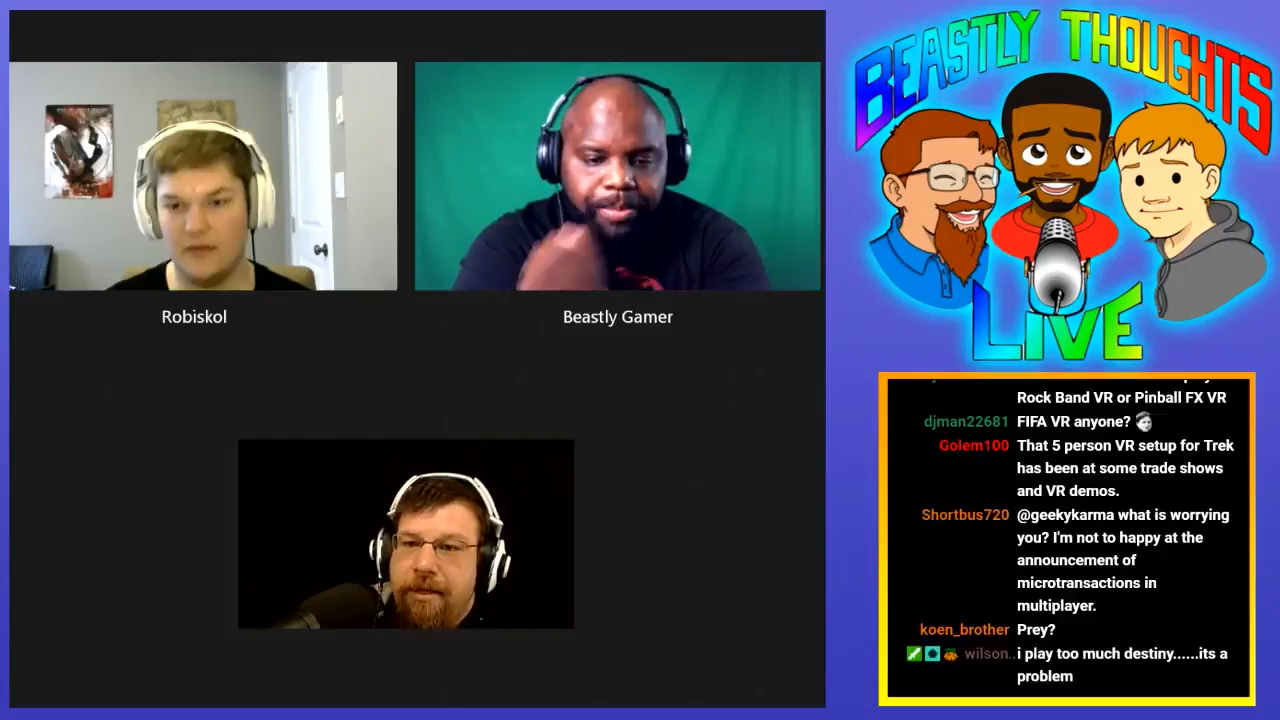 BEASTLY THOUGHTS
LIVE
Robiskol
Beastly Gamer
Rock Band VR or Pinball FX VR
djman22681 FIFA VR anyone?
Golem100 That 5 person VR setup for Trek
has been at some trade shows
and VR demos.
Shortbus720 @geekykarma what is worrying
you? I'm not to happy at the
announcement of
microtransactions in
multiplayer.
koen_brother Prey?
wilson.. i play too much destiny......its a
problem